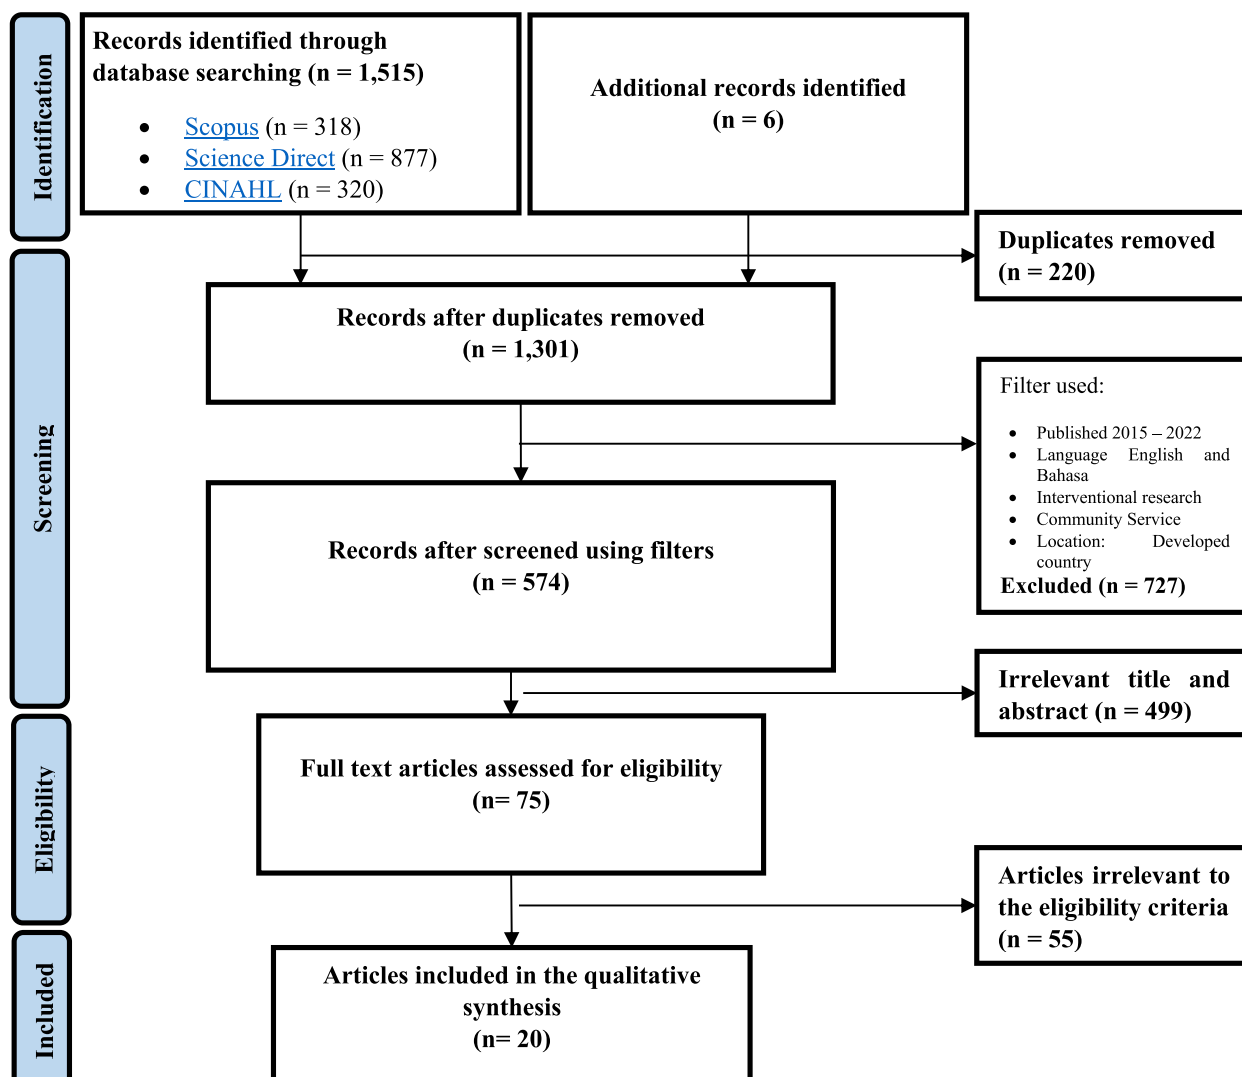 Identification
Records identified through
database searching (n = 1,515)
• Scopus (n = 318)
• Science Direct (n = 877)
• CINAHL (n = 320)
Additional records identified
(n = 6)
Duplicates removed
(n = 220)
Screening
Records after duplicates removed
(n = 1,301)
Filter used:
• Published 2015 – 2022
• Language English and
Bahasa
• Interventional research
• Community Service
• Location: Developed
country
Excluded (n = 727)
Records after screened using filters
(n = 574)
Irrelevant title and
abstract (n = 499)
Eligibility
Full text articles assessed for eligibility
(n= 75)
Articles irrelevant to
the eligibility criteria
(n = 55)
Included
Articles included in the qualitative
synthesis
(n= 20)